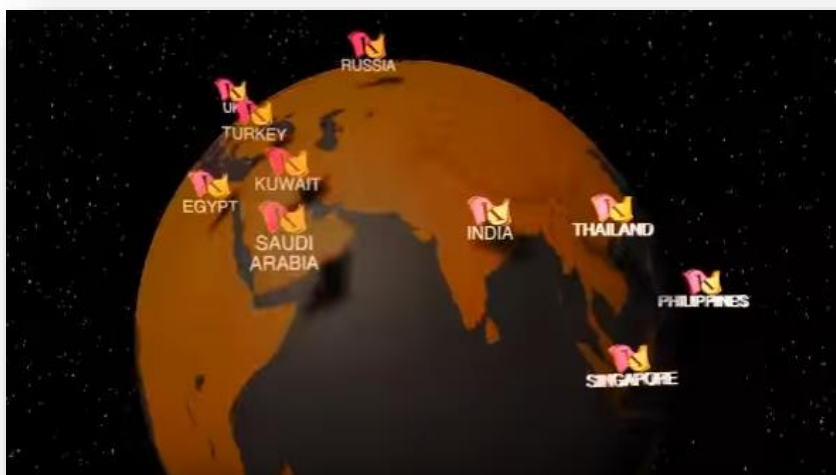 RUSSIA
UK
TURKEY
KUWAIT
EGYPT
SAUDI
ARABIA
INDIA
THAILAND
PHILIPPINES
SINGAPORE